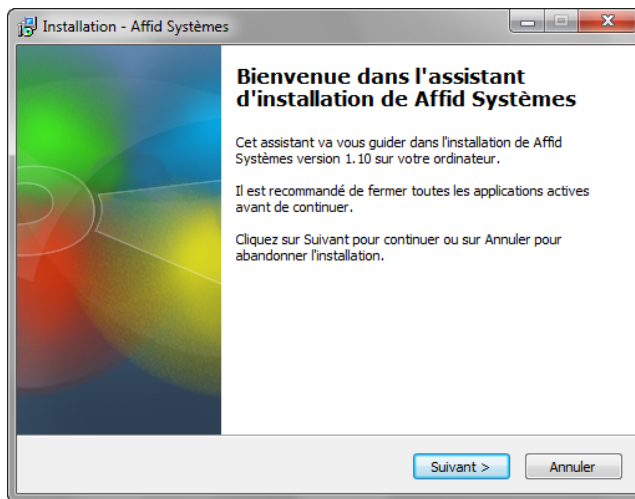 Installation - Affid Systèmes
Bienvenue dans l'assistant
d'installation de Affid Systèmes
Cet assistant va vous guider dans l'installation de Affid
Systèmes version 1.10 sur votre ordinateur.
Il est recommandé de fermer toutes les applications actives
avant de continuer.
Cliquez sur Suivant pour continuer ou sur Annuler pour
abandonner l'installation.
Suivant >
Annuler